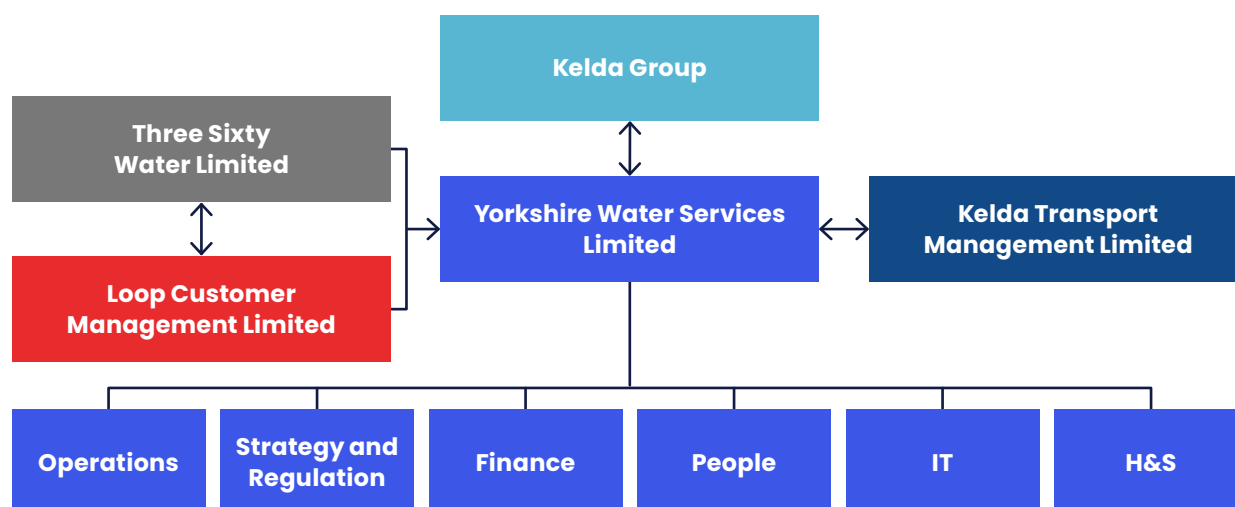 Kelda Group
Three Sixty
Water Limited
Yorkshire Water Services
Limited
Kelda Transport
Management Limited
Loop Customer
Management Limited
Operations
Strategy and
Regulation
Finance
People
IT
H&S